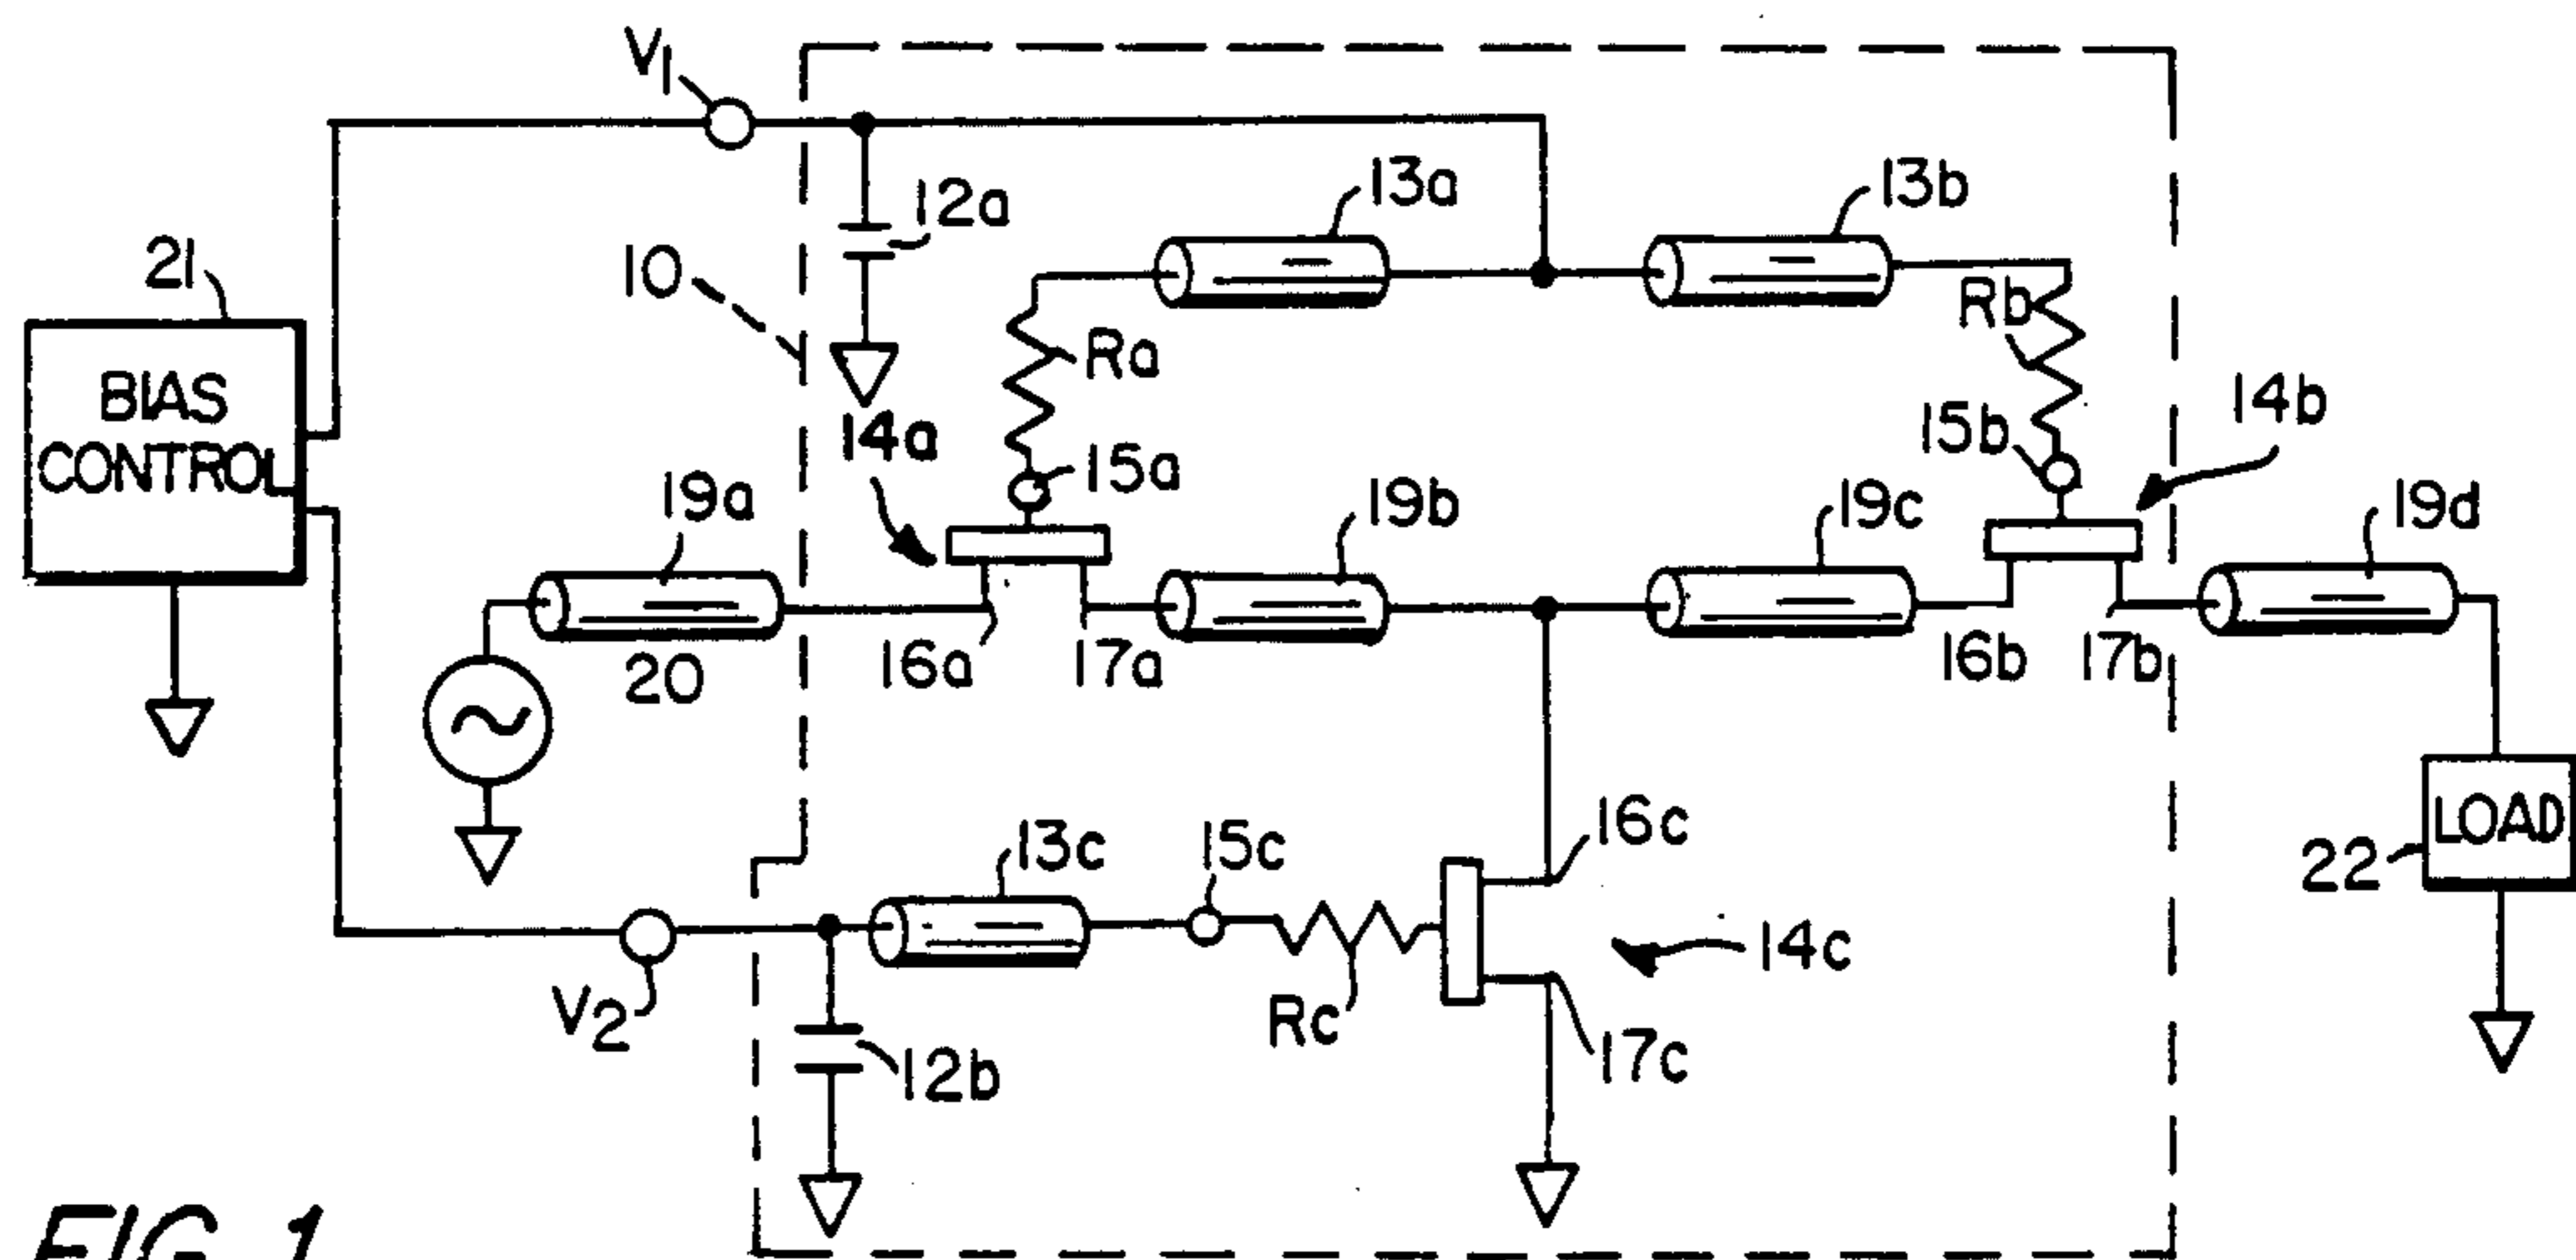 V1
12a
13a
13b
10
21
BIAS
CONTROL
Ra
Rb
14a
15a
15b
14b
19a
19b
19c
19d
20
16a
17a
16b
17b
13c
15c
16c
LOAD
22
V2
12b
Rc
14c
17c
FIG. 1